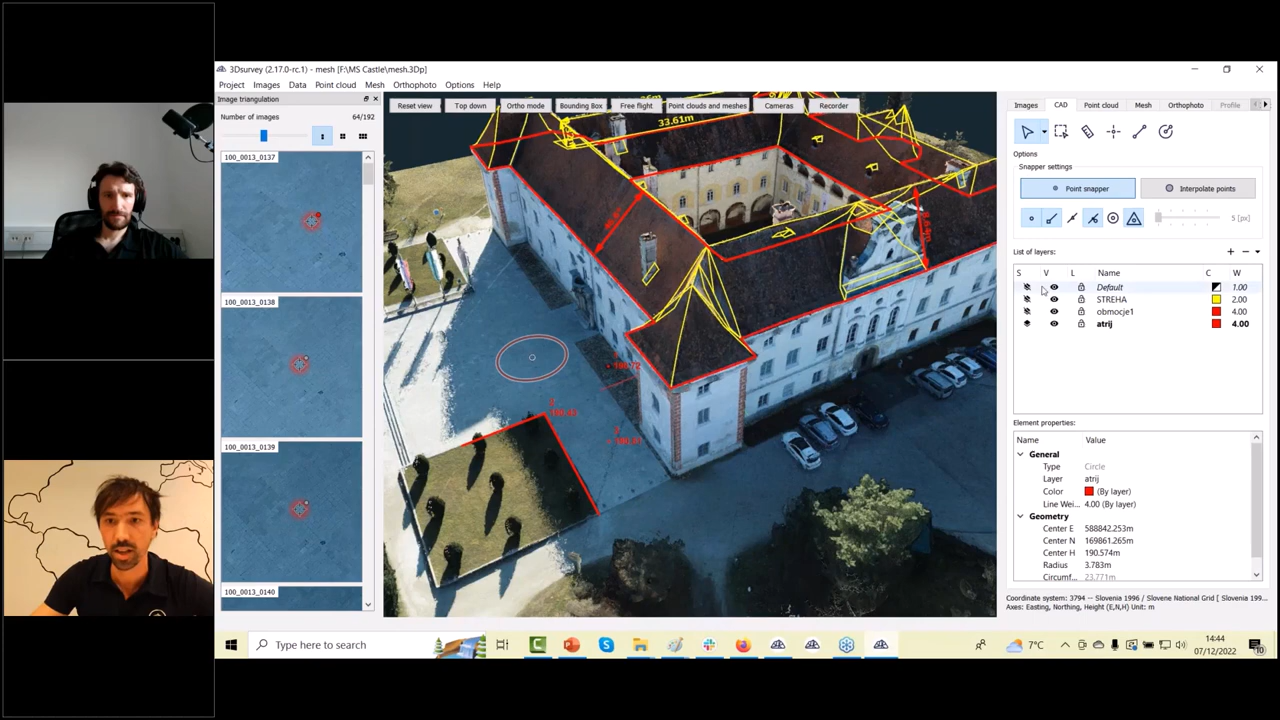 3Dsurvey (2.17.0-rc.1) - mesh [F:\MS Castle\mesh.3Dp]
Project Images Data Point cloud Mesh Orthophoto Options Help
Image triangulation
Number of images: 64/192
100_0013_0137
100_0013_0138
100_0013_0139
100_0013_0140
Reset view Top down Ortho mode Bounding Box Free flight Point clouds and meshes Cameras Recorder
33.61m
Images CAD Point cloud Mesh Orthophoto Profile
Options
Snapper settings
Point snapper Interpolate points
5 [px]
List of layers:
S V L Name C W
Default 1.00
STREHA 2.00
obmocje1 4.00
atrij 4.00
Element properties:
Name Value
General
Type Circle
Layer atrij
Color (By layer)
Line Wei... 4.00 (By layer)
Geometry
Center E 588842.253m
Center N 169861.265m
Center H 190.574m
Radius 3.783m
Circumf... 23.771m
Coordinate system: 3794 -- Slovenia 1996 / Slovene National Grid [ Slovenia 199...
Axes: Easting, Northing, Height (E,N,H) Unit: m
Type here to search
7°C
14:44
07/12/2022
10